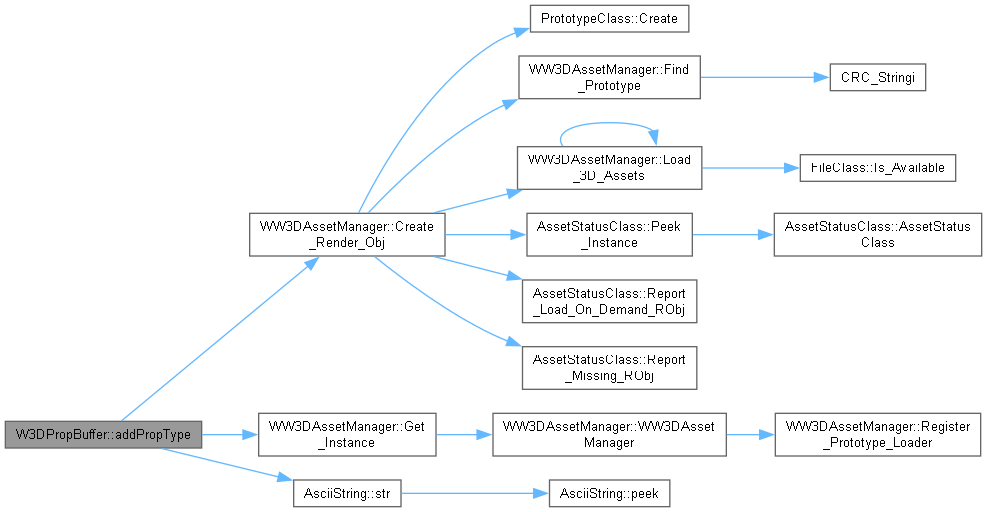 PrototypeClass::Create
WW3DAssetManager::Find
_Prototype
CRC_Stringi
WW3DAssetManager::Load
_3D_Assets
FileClass::Is_Available
WW3DAssetManager::Create
_Render_Obj
AssetStatusClass::Peek
_Instance
AssetStatusClass::AssetStatus
Class
AssetStatusClass::Report
_Load_On_Demand_RObj
AssetStatusClass::Report
_Missing_RObj
W3DPropBuffer::addPropType
WW3DAssetManager::Get
_Instance
WW3DAssetManager::WW3DAsset
Manager
WW3DAssetManager::Register
_Prototype_Loader
AsciiString::str
AsciiString::peek